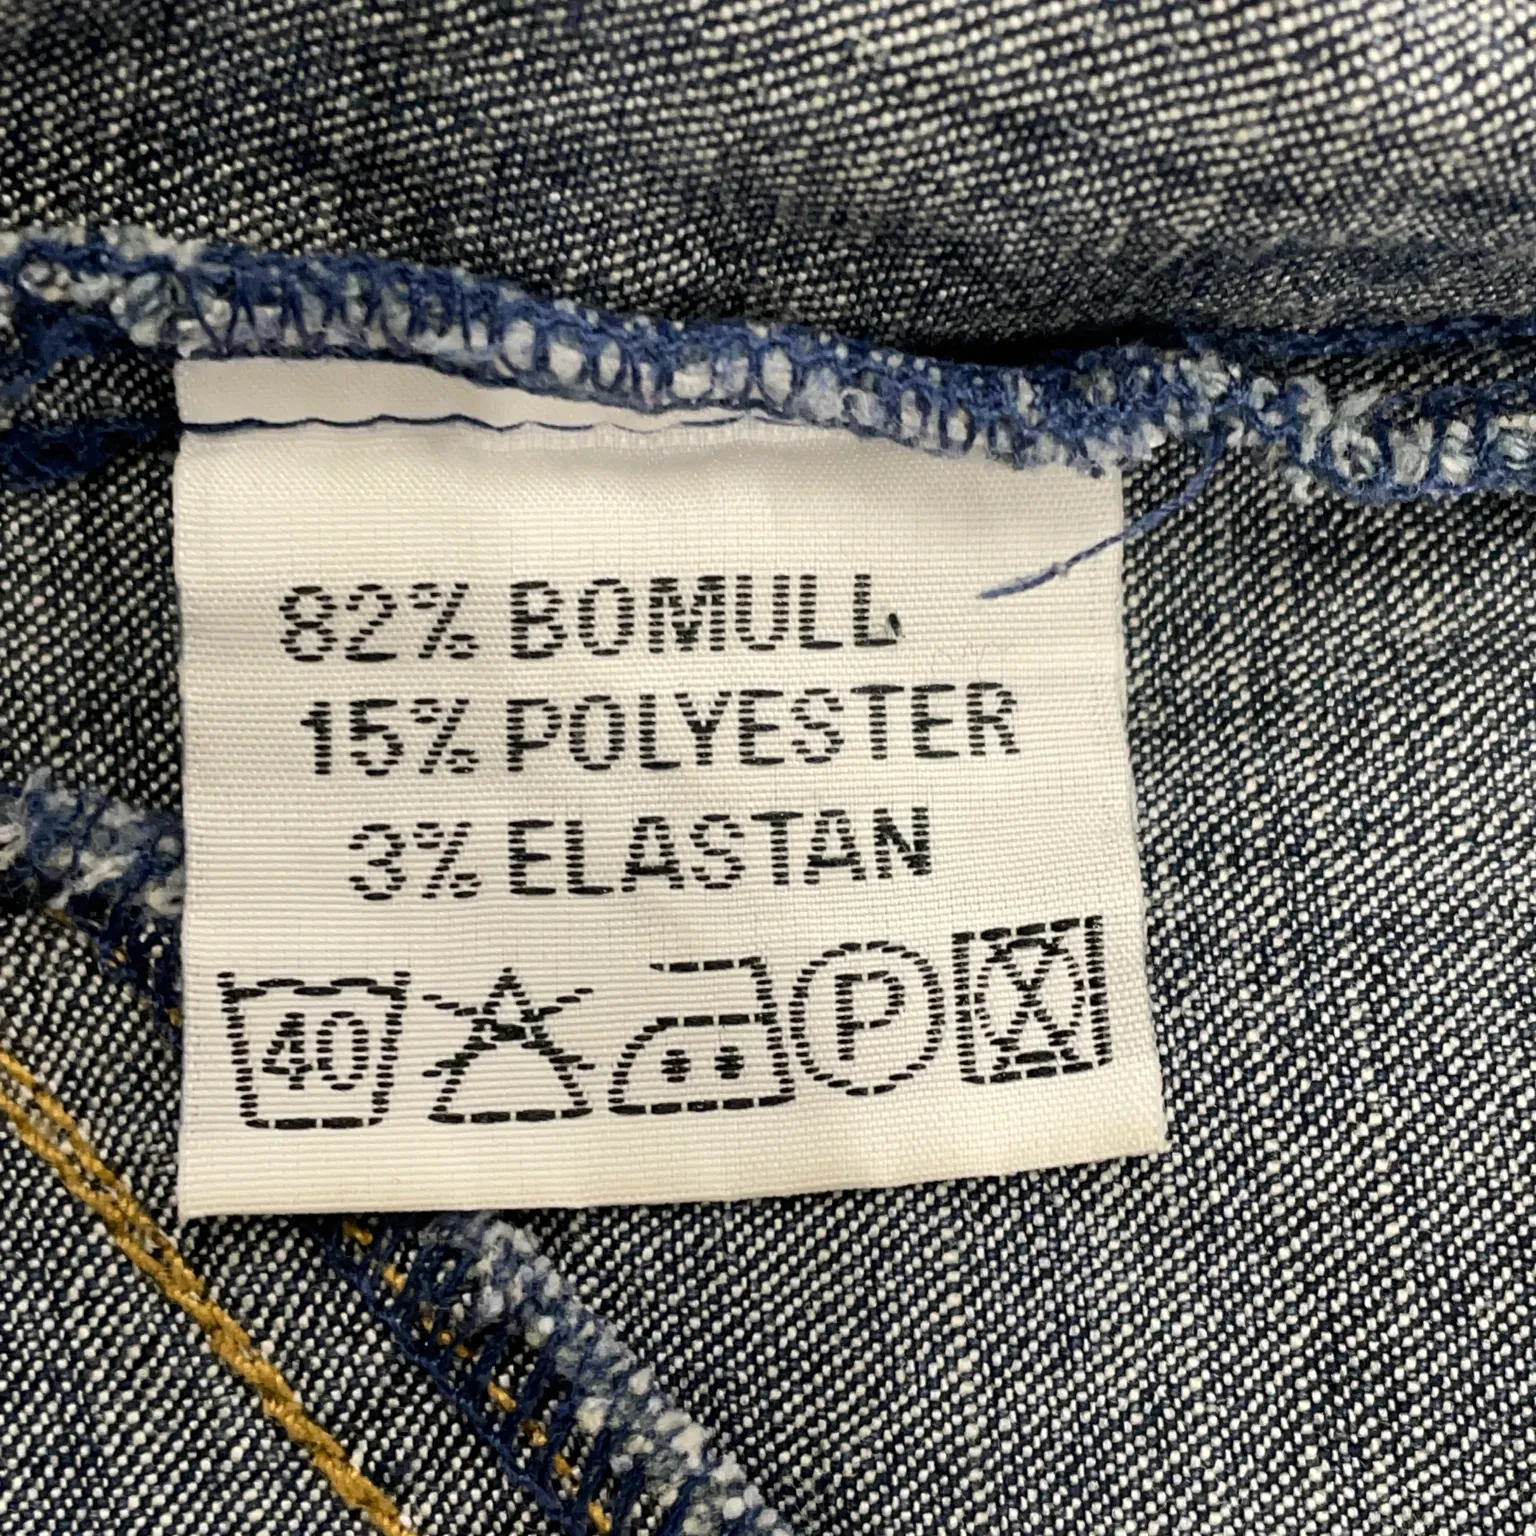 82% BOMULL
15% POLYESTER
3% ELASTAN
40 P